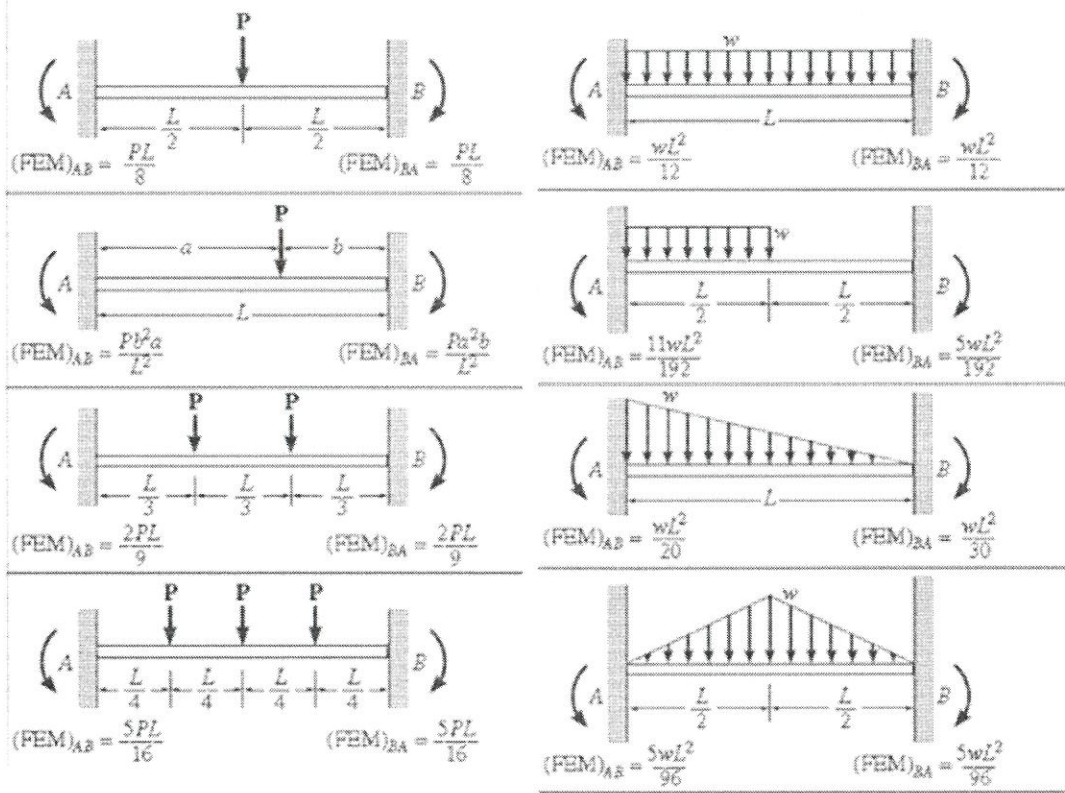 P
A B
L/2 L/2
(FEM)AB = PL/8 (FEM)BA = PL/8
P
a b
A B
L
(FEM)AB = Pb²a/L² (FEM)BA = Pa²b/L²
P P
A B
L/3 L/3 L/3
(FEM)AB = 2PL/9 (FEM)BA = 2PL/9
P P P
A B
L/4 L/4 L/4 L/4
(FEM)AB = 5PL/16 (FEM)BA = 5PL/16
w
A B
L
(FEM)AB = wL²/12 (FEM)BA = wL²/12
w
A B
L/2 L/2
(FEM)AB = 11wL²/192 (FEM)BA = 5wL²/192
w
A B
L
(FEM)AB = wL²/20 (FEM)BA = wL²/30
w
A B
L/2 L/2
(FEM)AB = 5wL²/96 (FEM)BA = 5wL²/96